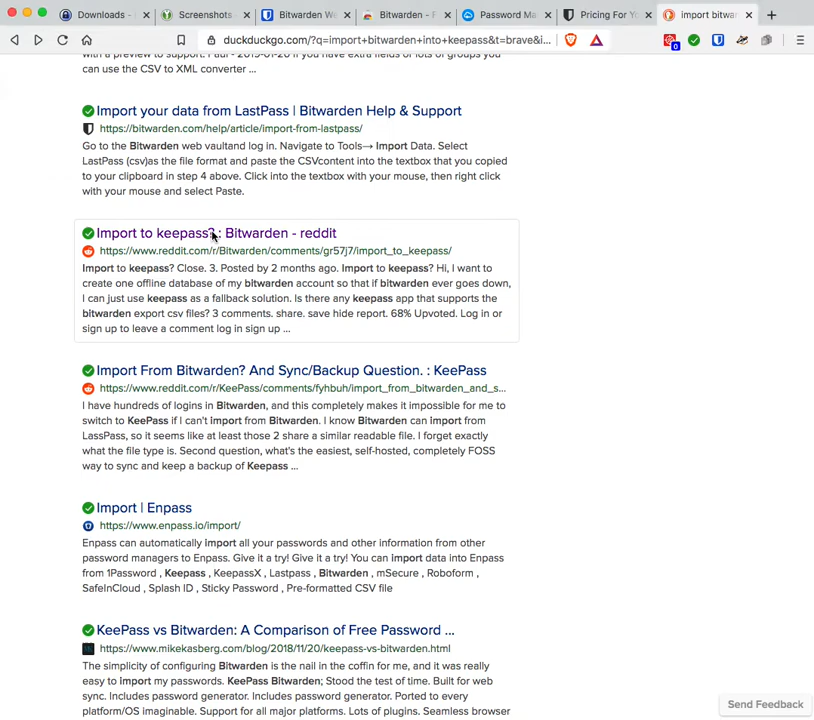 Downloads -
Screenshots
Bitwarden We
Bitwarden - F
Password Ma
Pricing For Yo
import bitwar
duckduckgo.com/?q=import+bitwarden+into+keepass&t=brave&i...
0
with a preview to support. Paul - 2015-01-20 If you have extra fields or lots of groups you
can use the CSV to XML converter ...
Import your data from LastPass | Bitwarden Help & Support
https://bitwarden.com/help/article/import-from-lastpass/
Go to the Bitwarden web vaultand log in. Navigate to Tools→ Import Data. Select
LastPass (csv)as the file format and paste the CSVcontent into the textbox that you copied
to your clipboard in step 4 above. Click into the textbox with your mouse, then right click
with your mouse and select Paste.
Import to keepass? : Bitwarden - reddit
https://www.reddit.com/r/Bitwarden/comments/gr57j7/import_to_keepass/
Import to keepass? Close. 3. Posted by 2 months ago. Import to keepass? Hi, I want to
create one offline database of my bitwarden account so that if bitwarden ever goes down,
I can just use keepass as a fallback solution. Is there any keepass app that supports the
bitwarden export csv files? 3 comments. share. save hide report. 68% Upvoted. Log in or
sign up to leave a comment log in sign up ...
Import From Bitwarden? And Sync/Backup Question. : KeePass
https://www.reddit.com/r/KeePass/comments/fyhbuh/import_from_bitwarden_and_s...
I have hundreds of logins in Bitwarden, and this completely makes it impossible for me to
switch to KeePass if I can't import from Bitwarden. I know Bitwarden can import from
LassPass, so it seems like at least those 2 share a similar readable file. I forget exactly
what the file type is. Second question, what's the easiest, self-hosted, completely FOSS
way to sync and keep a backup of Keepass ...
Import | Enpass
https://www.enpass.io/import/
Enpass can automatically import all your passwords and other information from other
password managers to Enpass. Give it a try! Give it a try! You can import data into Enpass
from 1Password , Keepass , KeepassX , Lastpass , Bitwarden , mSecure , Roboform ,
SafeInCloud , Splash ID , Sticky Password , Pre-formatted CSV file
KeePass vs Bitwarden: A Comparison of Free Password ...
https://www.mikekasberg.com/blog/2018/11/20/keepass-vs-bitwarden.html
The simplicity of configuring Bitwarden is the nail in the coffin for me, and it was really
easy to import my passwords. KeePass Bitwarden; Stood the test of time. Built for web
sync. Includes password generator. Includes password generator. Ported to every
platform/OS imaginable. Support for all major platforms. Lots of plugins. Seamless browser
Send Feedback